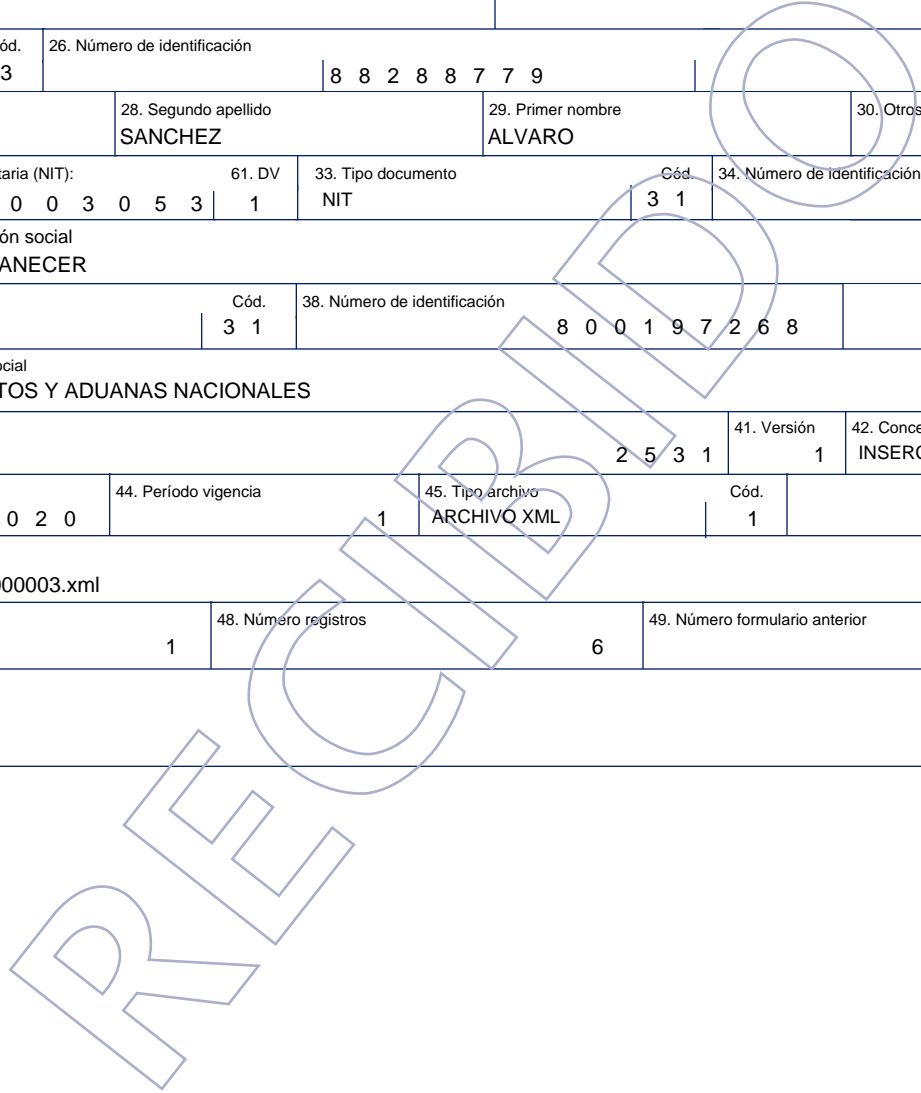 ód. 26. Número de identificación
3 8 8 2 8 8 7 7 9
28. Segundo apellido 29. Primer nombre 30. Otros
SANCHEZ ALVARO
taria (NIT): 61. DV 33. Tipo documento Cód. 34. Número de identificación
0 0 3 0 5 3 1 NIT 3 1
ón social
ANECER
Cód. 38. Número de identificación
3 1 8 0 0 1 9 7 2 6 8
ocial
TOS Y ADUANAS NACIONALES
41. Versión 42. Conce
2 5 3 1 1 INSERC
44. Período vigencia 45. Tipo archivo Cód.
0 2 0 1 ARCHIVO XML 1
00003.xml
48. Número registros 49. Número formulario anterior
1 6
RECIBIDO